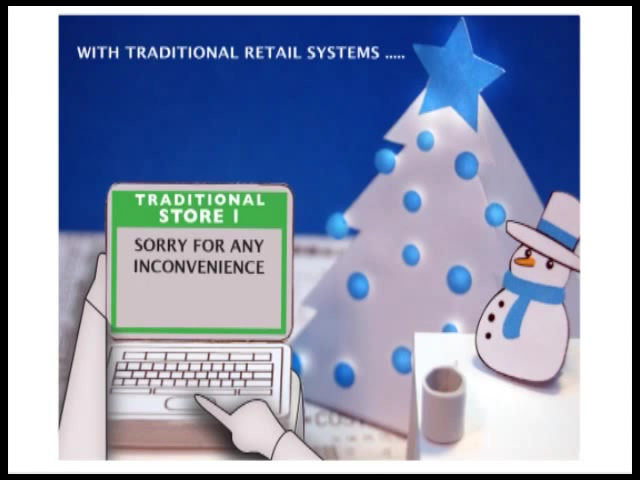 WITH TRADITIONAL RETAIL SYSTEMS .....
TRADITIONAL
STORE 1
SORRY FOR ANY
INCONVENIENCE